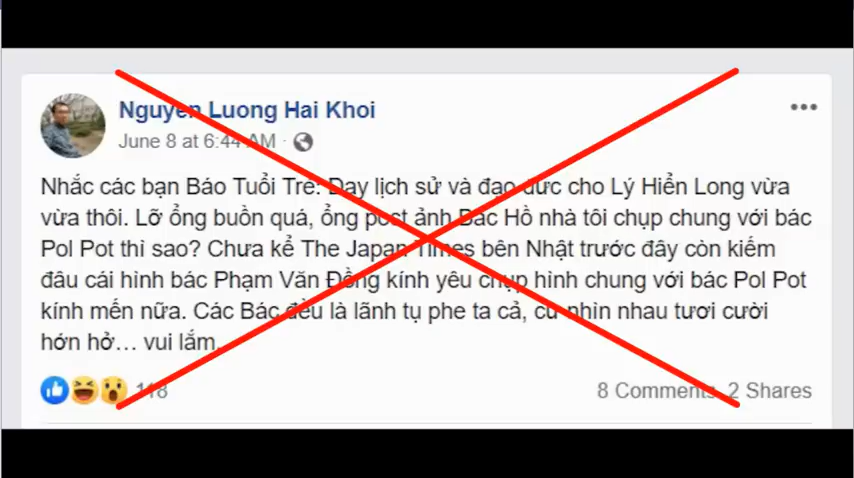 Nguyen Luong Hai Khoi
June 8 at 6:44 AM ·
Nhắc các bạn Báo Tuổi Trẻ: Dạy lịch sử và đạo đức cho Lý Hiển Long vừa
vừa thôi. Lỡ ổng buồn quá, ổng post ảnh Bác Hồ nhà tôi chụp chung với bác
Pol Pot thì sao? Chưa kể The Japan Times bên Nhật trước đây còn kiếm
đâu cái hình bác Phạm Văn Đồng kính yêu chụp hình chung với bác Pol Pot
kính mến nữa. Các Bác đều là lãnh tụ phe ta cả, cứ nhìn nhau tươi cười
hớn hở... vui lắm.
118
8 Comments 2 Shares